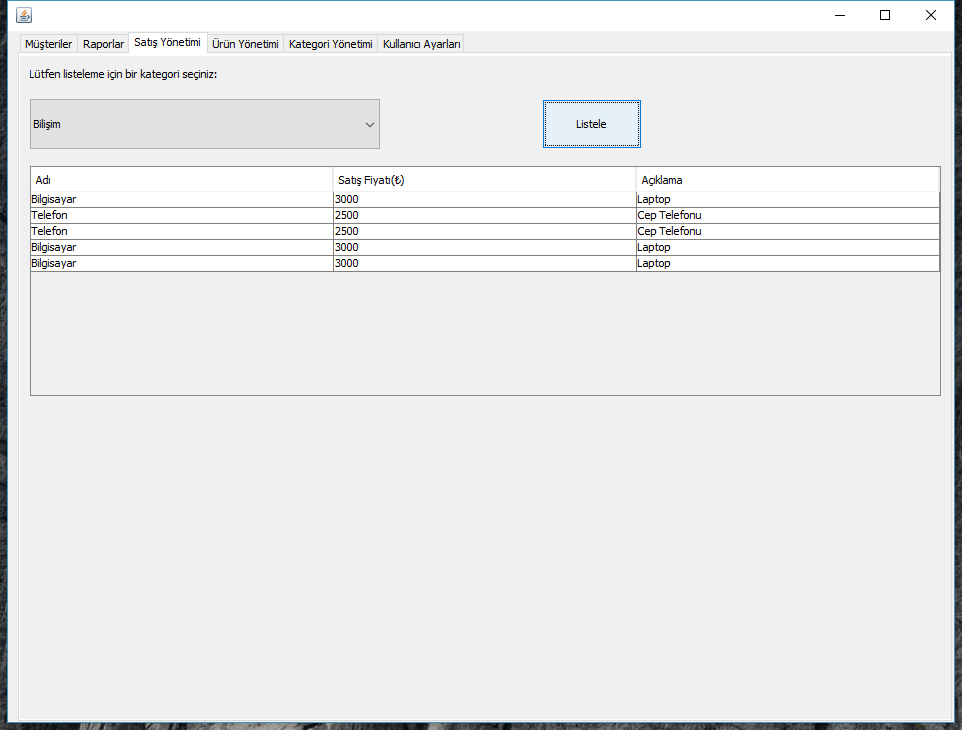 Müşteriler Raporlar Satış Yönetimi Ürün Yönetimi Kategori Yönetimi Kullanıcı Ayarları
Lütfen listeleme için bir kategori seçiniz:
Bilişim Listele
Adı Satış Fiyatı(₺) Açıklama
Bilgisayar 3000 Laptop
Telefon 2500 Cep Telefonu
Telefon 2500 Cep Telefonu
Bilgisayar 3000 Laptop
Bilgisayar 3000 Laptop